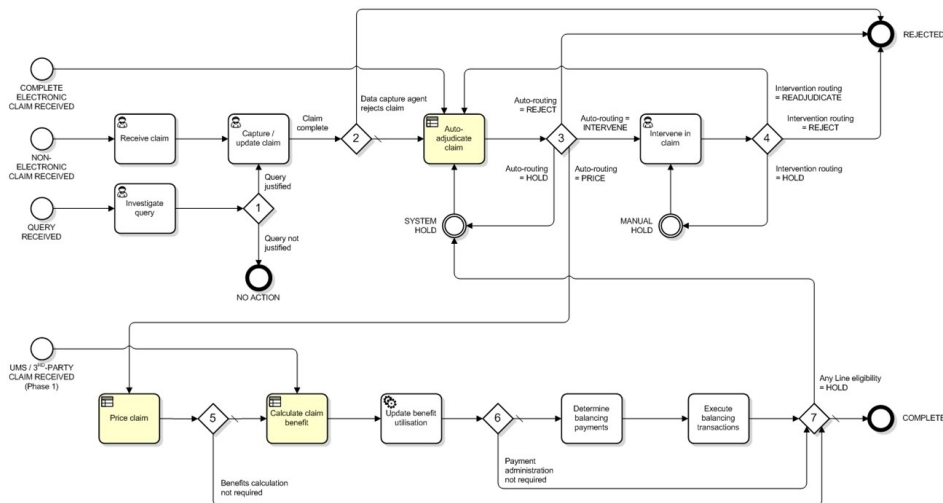 REJECTED
COMPLETE
ELECTRONIC
CLAIM RECEIVED
Data capture agent
rejects claim
Auto-routing
= REJECT
Intervention routing
= READJUDICATE
Receive claim
Capture /
update claim
Claim
complete
2
Auto-
adjudicate
claim
3
Auto-routing =
INTERVENE
Intervene in
claim
4
Intervention routing
= REJECT
NON-
ELECTRONIC
CLAIM RECEIVED
Query
justified
Auto-routing
= HOLD
Auto-routing
= PRICE
Intervention routing
= HOLD
Investigate
query
1
QUERY
RECEIVED
SYSTEM
HOLD
MANUAL
HOLD
Query not
justified
NO ACTION
UMS / 3RD-PARTY
CLAIM RECEIVED
(Phase 1)
Any Line eligibility
= HOLD
Price claim
5
Calculate claim
benefit
Update benefit
utilisation
6
Determine
balancing
payments
Execute
balancing
transactions
7
COMPLETE
Benefits calculation
not required
Payment
administration
not required